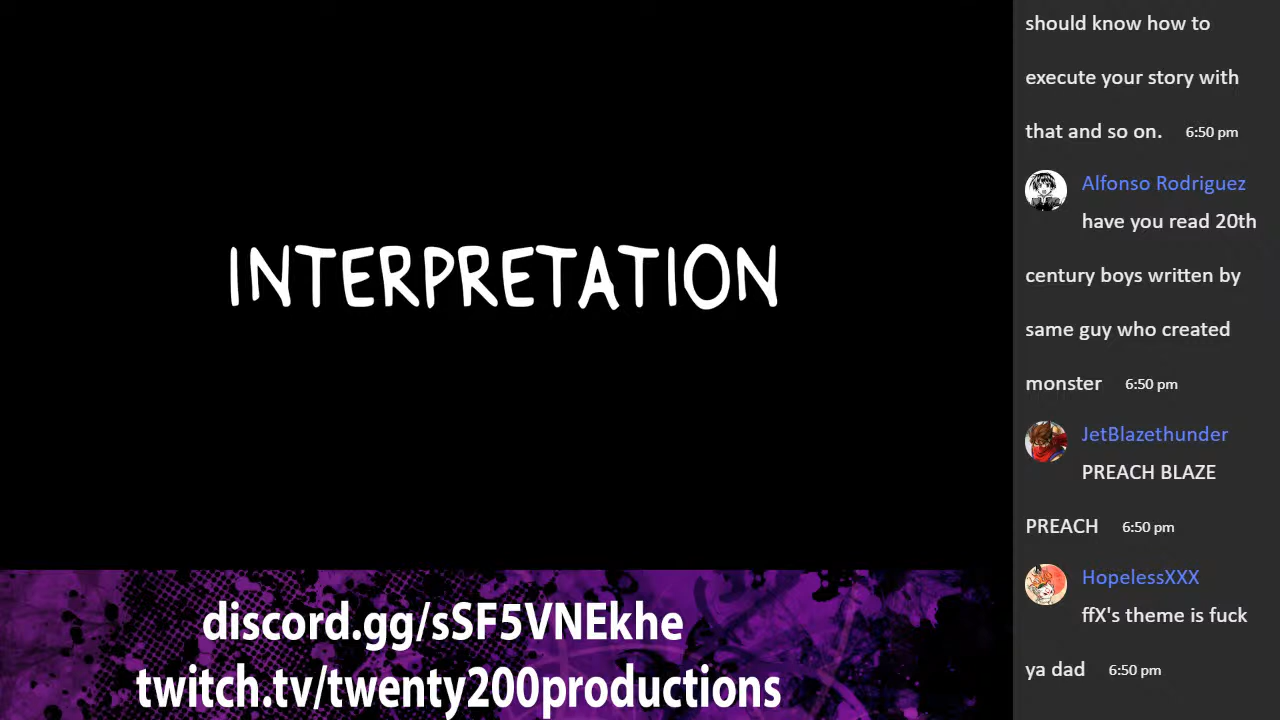 INTERPRETATION
discord.gg/sSF5VNEkhe
twitch.tv/twenty200productions
should know how to
execute your story with
that and so on. 6:50 pm
Alfonso Rodriguez
have you read 20th
century boys written by
same guy who created
monster 6:50 pm
JetBlazethunder
PREACH BLAZE
PREACH 6:50 pm
HopelessXXX
ffX's theme is fuck
ya dad 6:50 pm